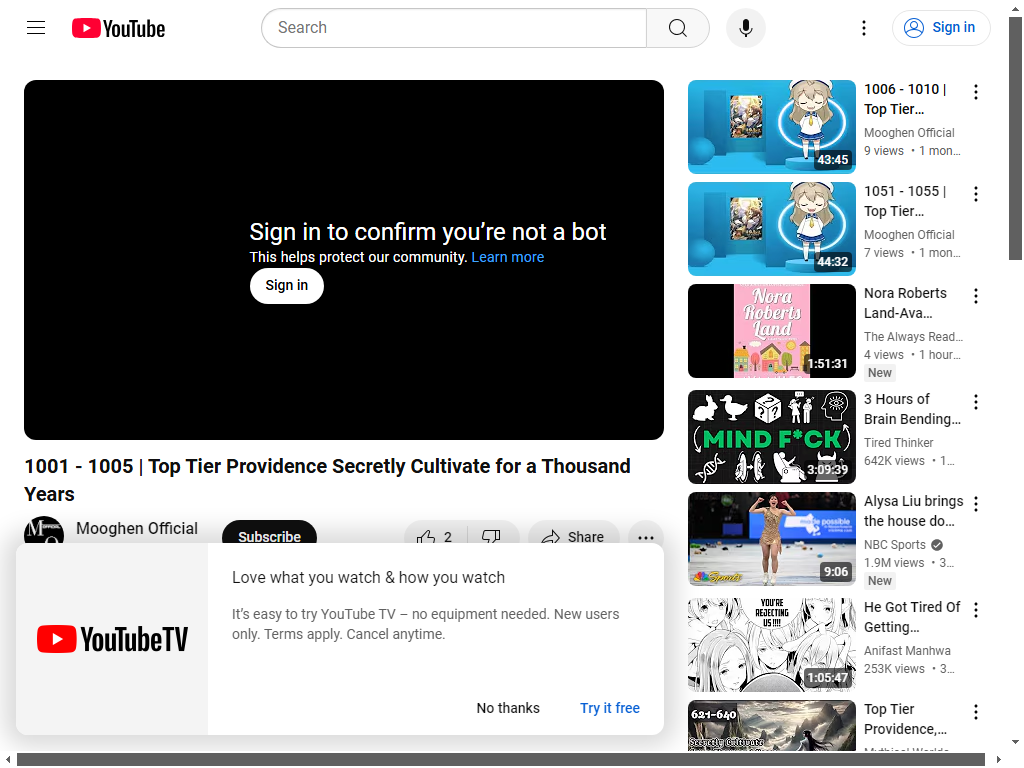 YouTube
Search
Sign in
Sign in to confirm you’re not a bot
This helps protect our community. Learn more
Sign in
1001 - 1005 | Top Tier Providence Secretly Cultivate for a Thousand
Years
Mooghen Official
Subscribe
2
Share
YouTubeTV
Love what you watch & how you watch
It’s easy to try YouTube TV – no equipment needed. New users
only. Terms apply. Cancel anytime.
No thanks
Try it free
43:45
1006 - 1010 |
Top Tier…
Mooghen Official
9 views • 1 mon…
44:32
1051 - 1055 |
Top Tier…
Mooghen Official
7 views • 1 mon…
Nora
Roberts
Land
1:51:31
Nora Roberts
Land-Ava…
The Always Read…
4 views • 1 hour…
New
MIND F*CK
3:09:39
3 Hours of
Brain Bending…
Tired Thinker
642K views • 1…
Sports
9:06
Alysa Liu brings
the house do…
NBC Sports
1.9M views • 3…
New
YOU'RE
REJECTING
US !!!!
1:05:47
He Got Tired Of
Getting…
Anifast Manhwa
253K views • 3…
621-640
Secretly Cultivate
Top Tier
Providence,…
Mythical Worlds